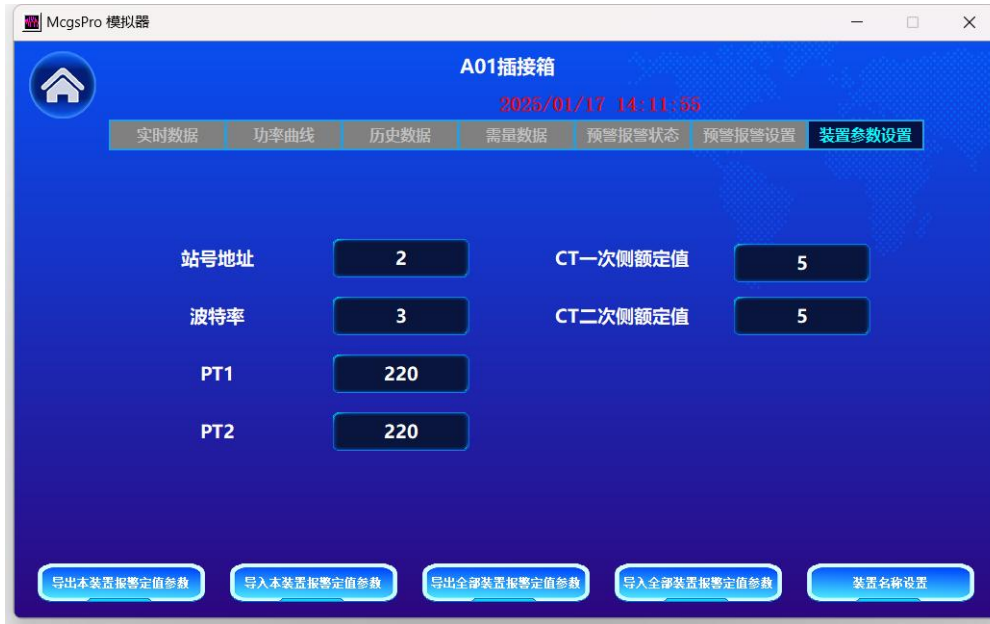 McgsPro 模拟器
A01插接箱
2025/01/17 14:11:55
实时数据 功率曲线 历史数据 需量数据 预警报警状态 预警报警设置 装置参数设置
站号地址 2 CT一次侧额定值 5
波特率 3 CT二次侧额定值 5
PT1 220
PT2 220
导出本装置报警定值参数 导入本装置报警定值参数 导出全部装置报警定值参数 导入全部装置报警定值参数 装置名称设置